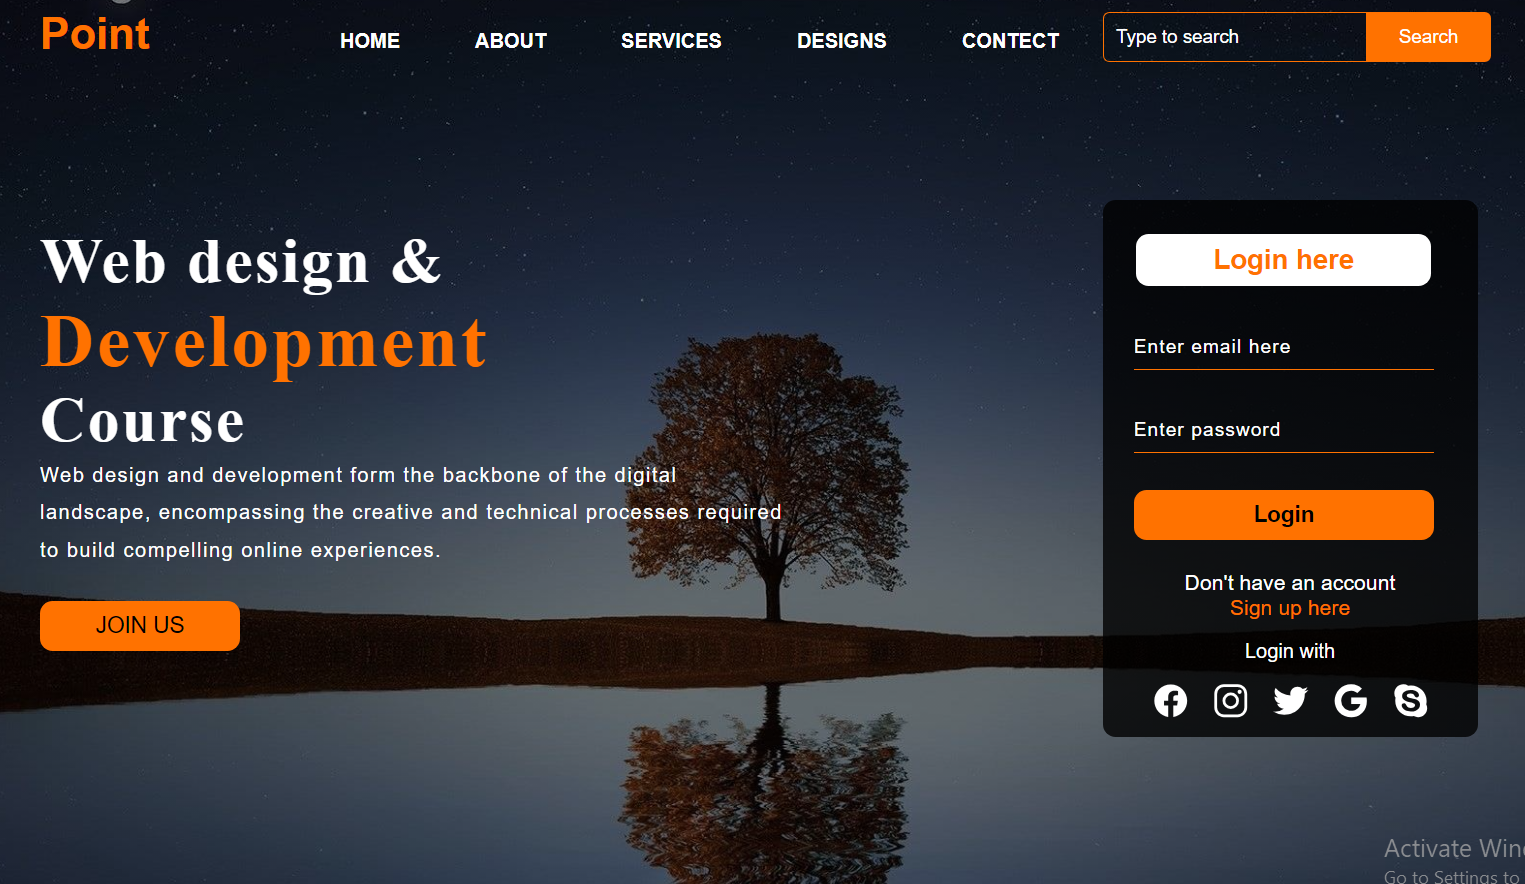 Point
HOME ABOUT SERVICES DESIGNS CONTECT
Type to search Search
Web design &
Development
Course
Web design and development form the backbone of the digital
landscape, encompassing the creative and technical processes required
to build compelling online experiences.
JOIN US
Login here
Enter email here
Enter password
Login
Don't have an account
Sign up here
Login with
Activate Win
Go to Settings to